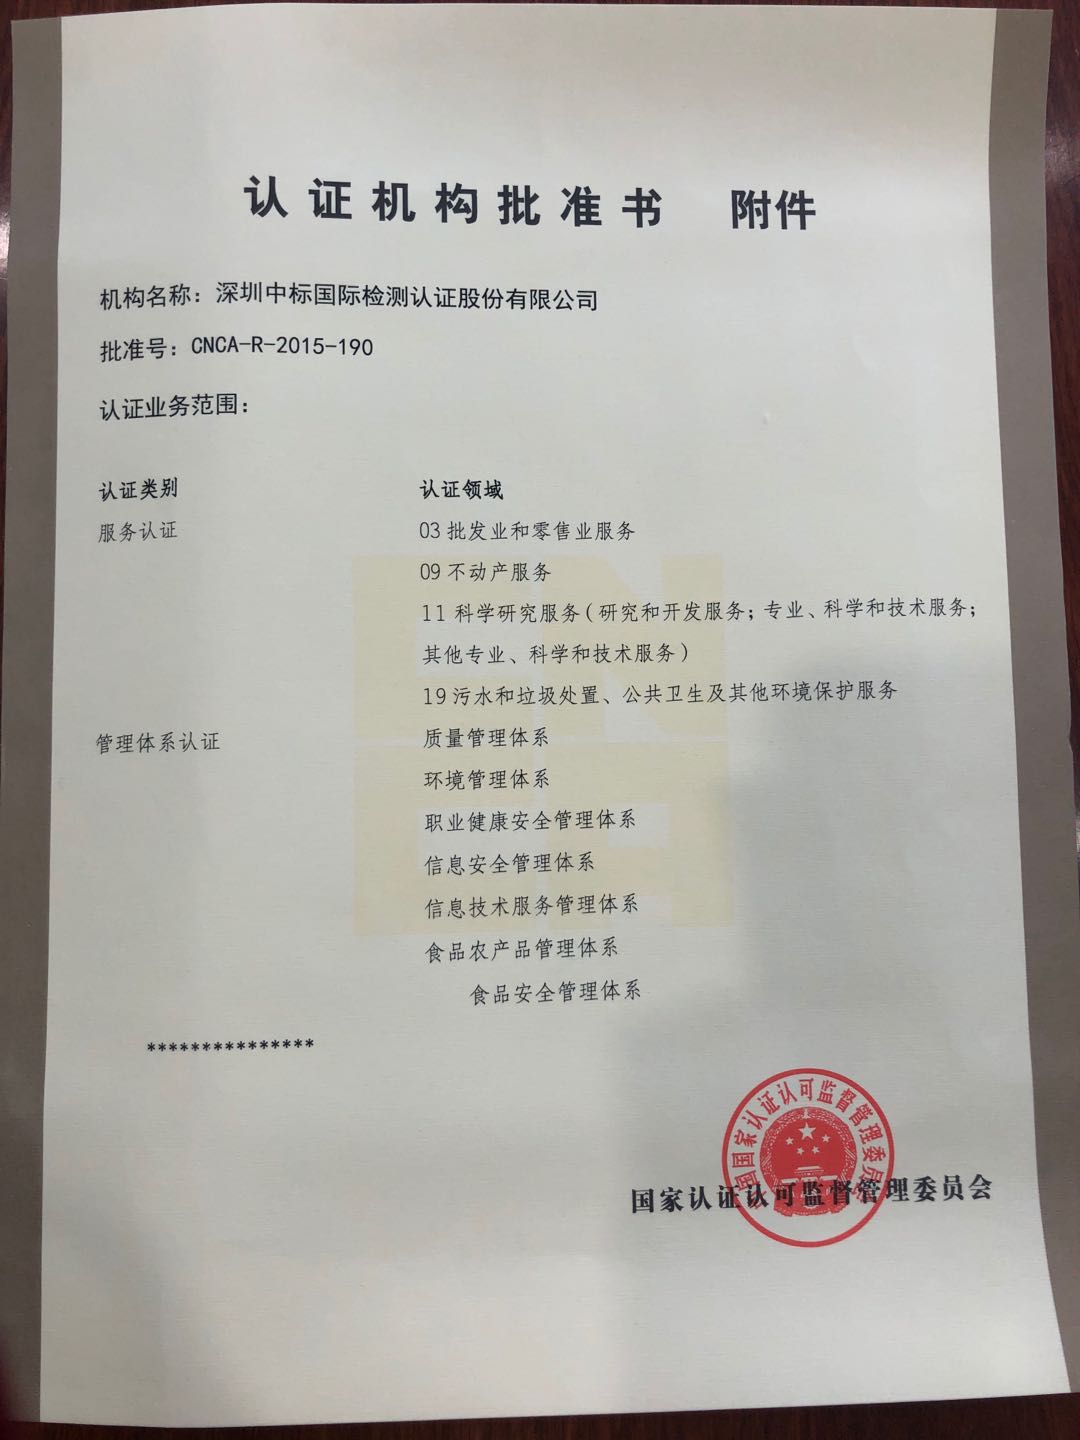 认证机构批准书 附件
机构名称：深圳中标国际检测认证股份有限公司
批准号：CNCA-R-2015-190
认证业务范围：
认证类别 认证领域
服务认证 03 批发业和零售业服务
09 不动产服务
11 科学研究服务（研究和开发服务；专业、科学和技术服务；
其他专业、科学和技术服务）
19 污水和垃圾处置、公共卫生及其他环境保护服务
管理体系认证 质量管理体系
环境管理体系
职业健康安全管理体系
信息安全管理体系
信息技术服务管理体系
食品农产品管理体系
食品安全管理体系
***************
国国家认证认可监督管理委员
国家认证认可监督管理委员会